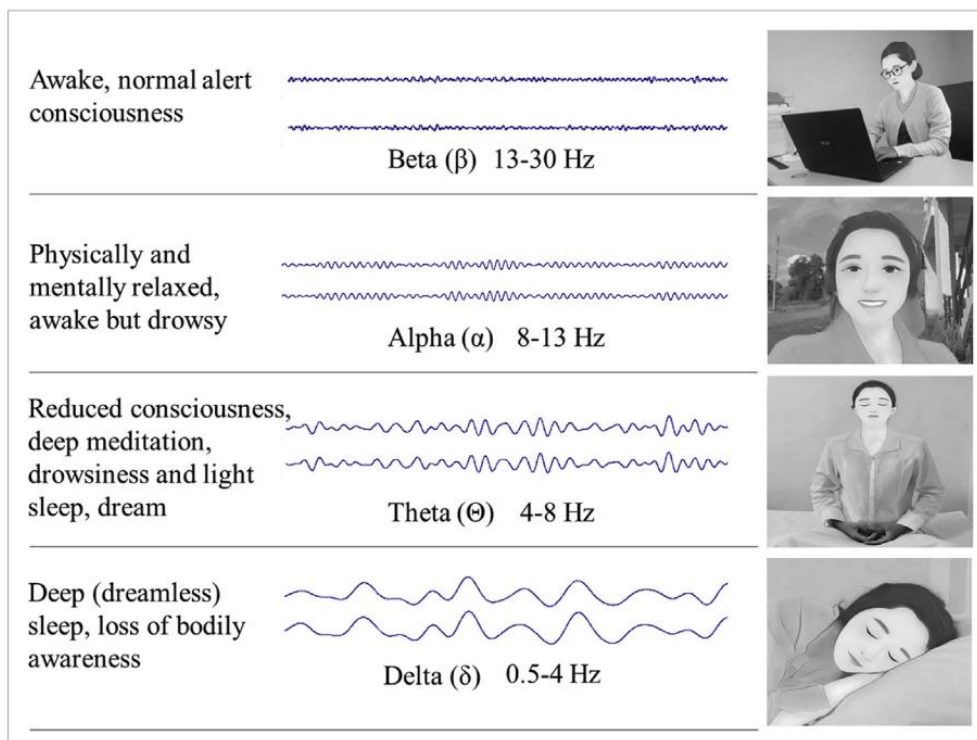 Awake, normal alert
consciousness
Beta (β) 13-30 Hz
Physically and
mentally relaxed,
awake but drowsy
Alpha (α) 8-13 Hz
Reduced consciousness,
deep meditation,
drowsiness and light
sleep, dream
Theta (Θ) 4-8 Hz
Deep (dreamless)
sleep, loss of bodily
awareness
Delta (δ) 0.5-4 Hz